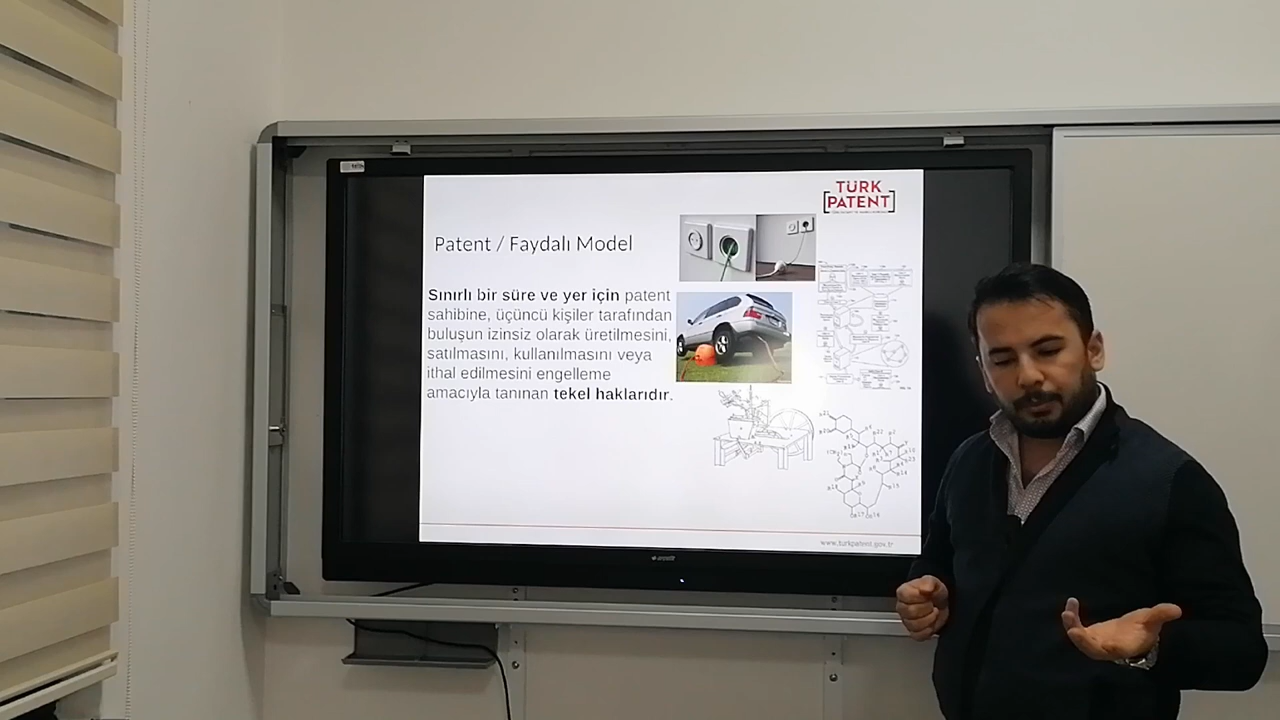 TÜRK
PATENT
Patent / Faydalı Model
Sınırlı bir süre ve yer için patent
sahibine, üçüncü kişiler tarafından
buluşun izinsiz olarak üretilmesini,
satılmasını, kullanılmasını veya
ithal edilmesini engelleme
amacıyla tanınan tekel haklarıdır.
www.turkpatent.gov.tr